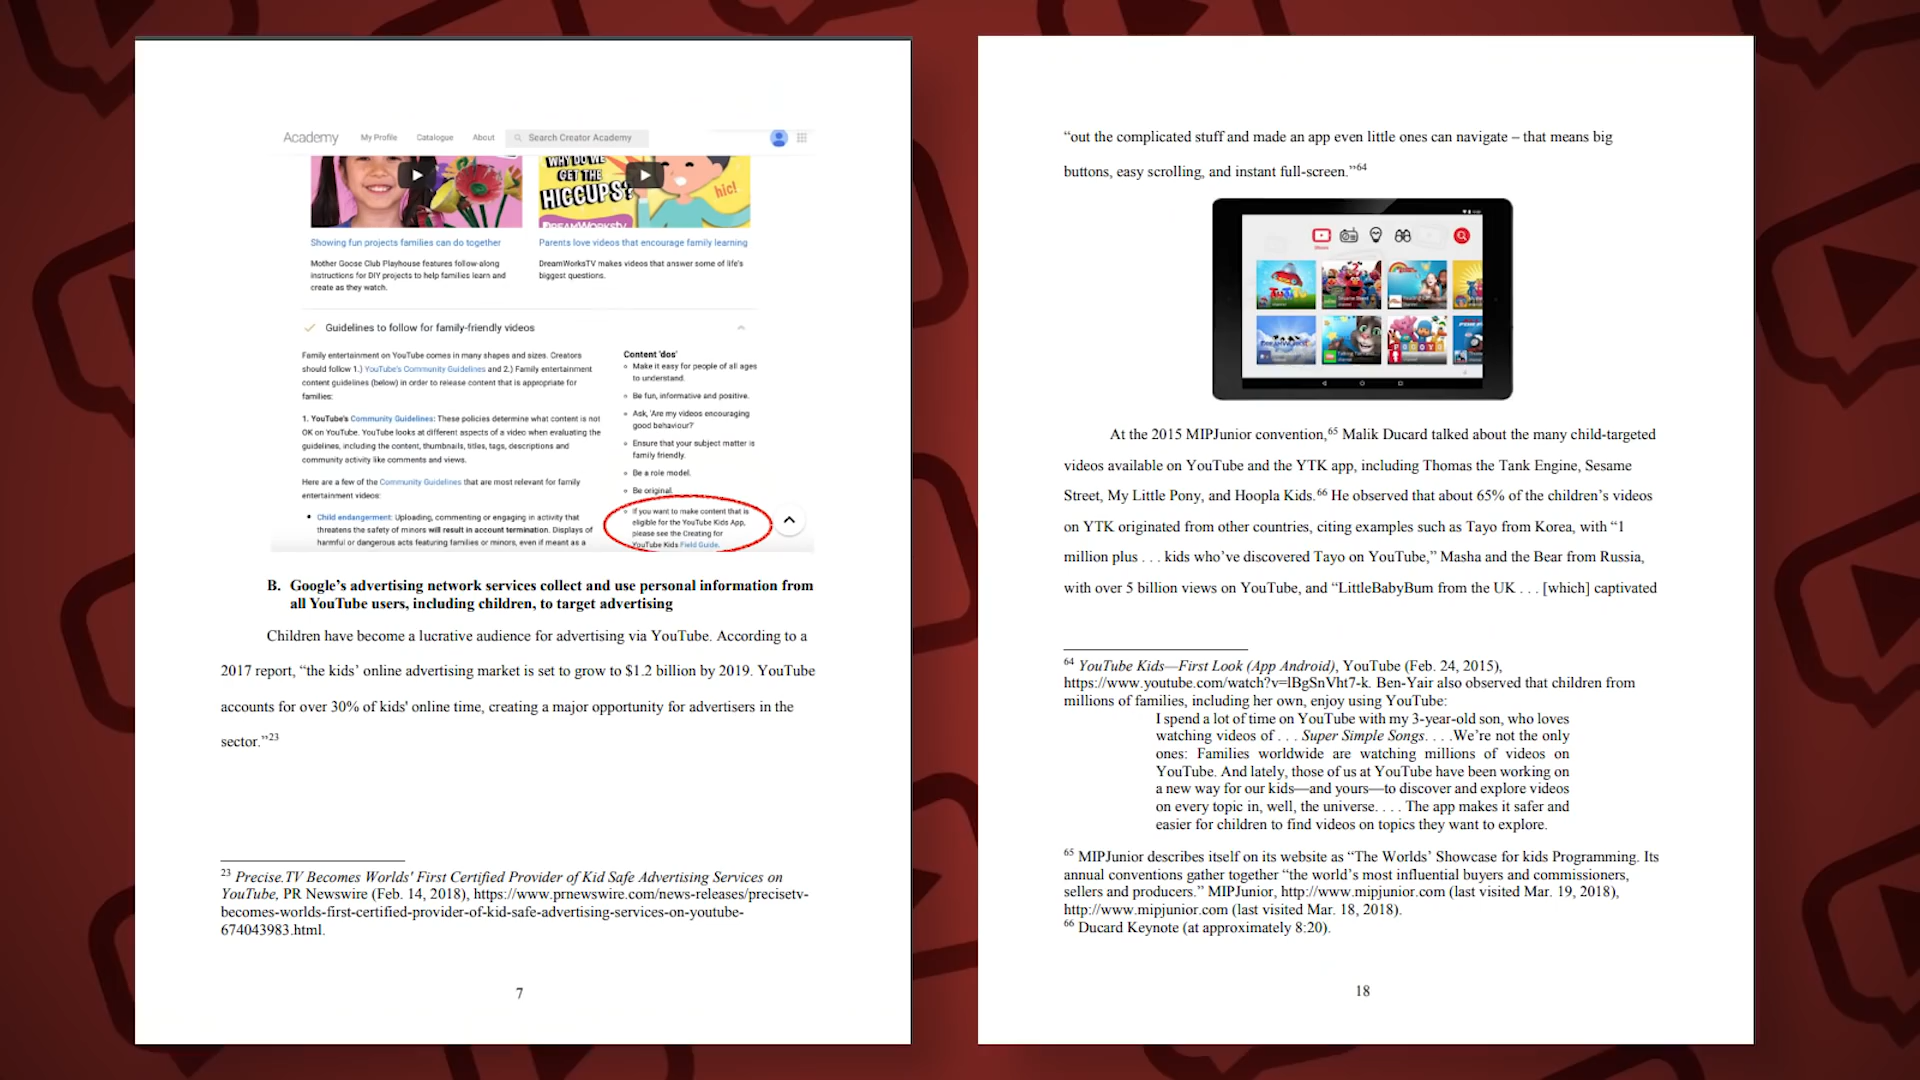 Academy My Profile Catalogue About Search Creator Academy
WHY DO WE
GET THE
HICCUPS?
hic!
DREAMWORKSTV
Showing fun projects families can do together
Mother Goose Club Playhouse features follow-along
instructions for DIY projects to help families learn and
create as they watch.
Parents love videos that encourage family learning
DreamWorksTV makes videos that answer some of life's
biggest questions.
Guidelines to follow for family-friendly videos
Family entertainment on YouTube comes in many shapes and sizes. Creators
should follow 1.) YouTube's Community Guidelines and 2.) Family entertainment
content guidelines (below) in order to release content that is appropriate for
families:
1. YouTube's Community Guidelines: These policies determine what content is not
OK on YouTube. YouTube looks at different aspects of a video when evaluating the
guidelines, including the content, thumbnails, titles, tags, descriptions and
community activity like comments and views.
Here are a few of the Community Guidelines that are most relevant for family
entertainment videos:
• Child endangerment: Uploading, commenting or engaging in activity that
threatens the safety of minors will result in account termination. Displays of
harmful or dangerous acts featuring families or minors, even if meant as a
Content 'dos'
Make it easy for people of all ages
to understand.
Be fun, informative and positive.
Ask, 'Are my videos encouraging
good behaviour?'
Ensure that your subject matter is
family friendly.
Be a role model.
Be original.
If you want to make content that is
eligible for the YouTube Kids App,
please see the Creating for
YouTube Kids Field Guide.
B. Google's advertising network services collect and use personal information from
all YouTube users, including children, to target advertising
Children have become a lucrative audience for advertising via YouTube. According to a
2017 report, “the kids’ online advertising market is set to grow to $1.2 billion by 2019. YouTube
accounts for over 30% of kids' online time, creating a major opportunity for advertisers in the
sector.”23
23 Precise.TV Becomes Worlds' First Certified Provider of Kid Safe Advertising Services on
YouTube, PR Newswire (Feb. 14, 2018), https://www.prnewswire.com/news-releases/precisetv-
becomes-worlds-first-certified-provider-of-kid-safe-advertising-services-on-youtube-
674043983.html.
7
“out the complicated stuff and made an app even little ones can navigate – that means big
buttons, easy scrolling, and instant full-screen.”64
At the 2015 MIPJunior convention,65 Malik Ducard talked about the many child-targeted
videos available on YouTube and the YTK app, including Thomas the Tank Engine, Sesame
Street, My Little Pony, and Hoopla Kids.66 He observed that about 65% of the children’s videos
on YTK originated from other countries, citing examples such as Tayo from Korea, with “1
million plus . . . kids who’ve discovered Tayo on YouTube,” Masha and the Bear from Russia,
with over 5 billion views on YouTube, and “LittleBabyBum from the UK . . . [which] captivated
64 YouTube Kids—First Look (App Android), YouTube (Feb. 24, 2015),
https://www.youtube.com/watch?v=lBgSnVht7-k. Ben-Yair also observed that children from
millions of families, including her own, enjoy using YouTube:
I spend a lot of time on YouTube with my 3-year-old son, who loves
watching videos of . . . Super Simple Songs. . . .We’re not the only
ones: Families worldwide are watching millions of videos on
YouTube. And lately, those of us at YouTube have been working on
a new way for our kids—and yours—to discover and explore videos
on every topic in, well, the universe. . . . The app makes it safer and
easier for children to find videos on topics they want to explore.
65 MIPJunior describes itself on its website as “The Worlds’ Showcase for kids Programming. Its
annual conventions gather together “the world’s most influential buyers and commissioners,
sellers and producers.” MIPJunior, http://www.mipjunior.com (last visited Mar. 19, 2018),
http://www.mipjunior.com (last visited Mar. 18, 2018).
66 Ducard Keynote (at approximately 8:20).
18